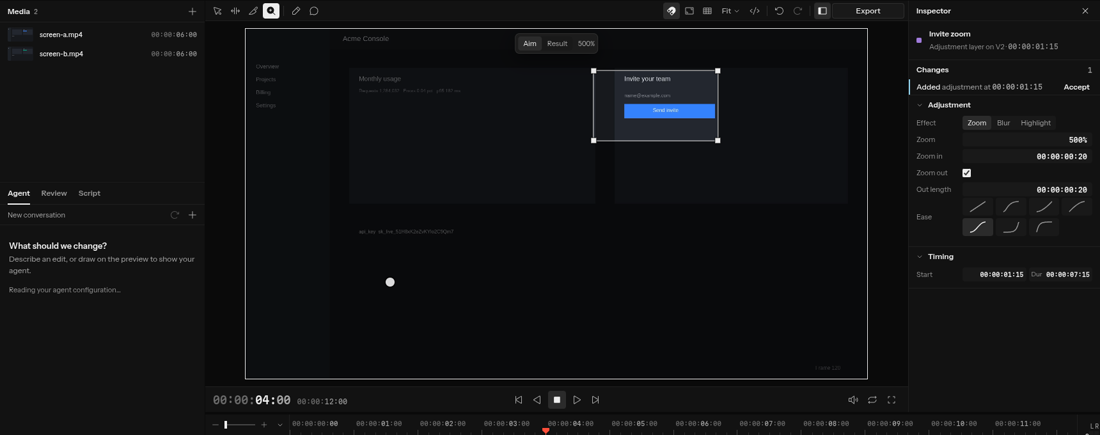 Media 2
screen-a.mp4 00:00:06:00
screen-b.mp4 00:00:06:00
Agent Review Script
New conversation
What should we change?
Describe an edit, or draw on the preview to show your
agent.
Reading your agent configuration...
Fit
Export
Acme Console
Aim Result 500%
Overview
Projects
Billing
Settings
Monthly usage
Invite your team
name@example.com
Send invite
00:00:04:00 00:00:12:00
00:00:00:00 00:00:01:00 00:00:02:00 00:00:03:00 00:00:04:00 00:00:05:00 00:00:06:00 00:00:07:00 00:00:08:00 00:00:09:00 00:00:10:00 00:00:11:00
L R
Inspector
Invite zoom
Adjustment layer on V2·00:00:01:15
Changes 1
Added adjustment at 00:00:01:15 Accept
Adjustment
Effect Zoom Blur Highlight
Zoom 500%
Zoom in 00:00:00:20
Zoom out
Out length 00:00:00:20
Ease
Timing
Start 00:00:01:15 Dur 00:00:07:15